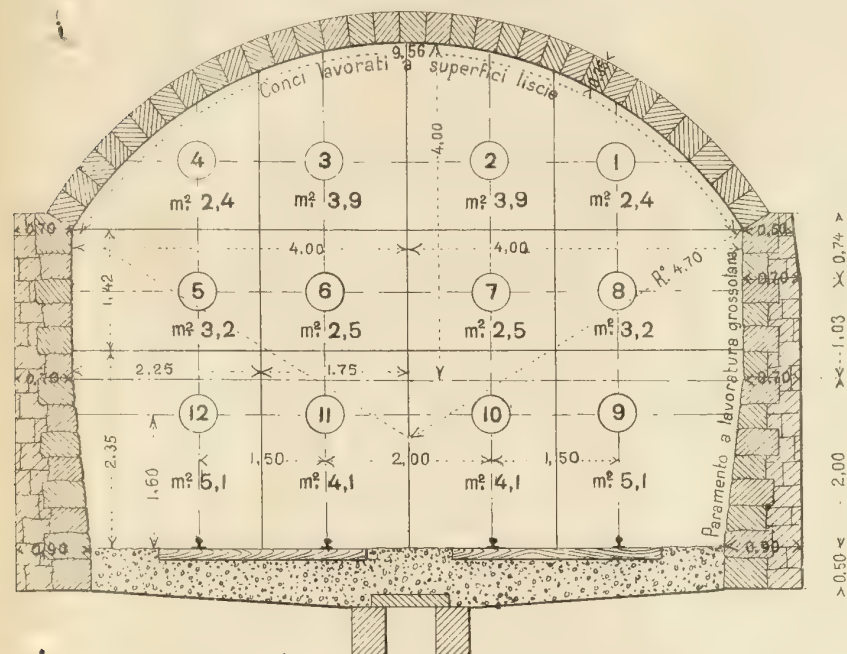 9,56
Conci lavorati a superfici liscie
0,85
4,00
4 3 2 1
m² 2,4 m² 3,9 m² 3,9 m² 2,4
0,70
4,00 4,00
0,60
0,74
1,42
R° 4.70
5 6 7 8
0,70
m² 3,2 m² 2,5 m² 2,5 m² 3,2
1,03
Paramento a lavoratura grossolana
0,70 2.25 1.75 0,70
12 11 10 9
2.35
1.60
1,50 2,00 1,50
2,00
m² 5,1 m² 4,1 m² 4,1 m² 5,1
0,90 0,90
0,50